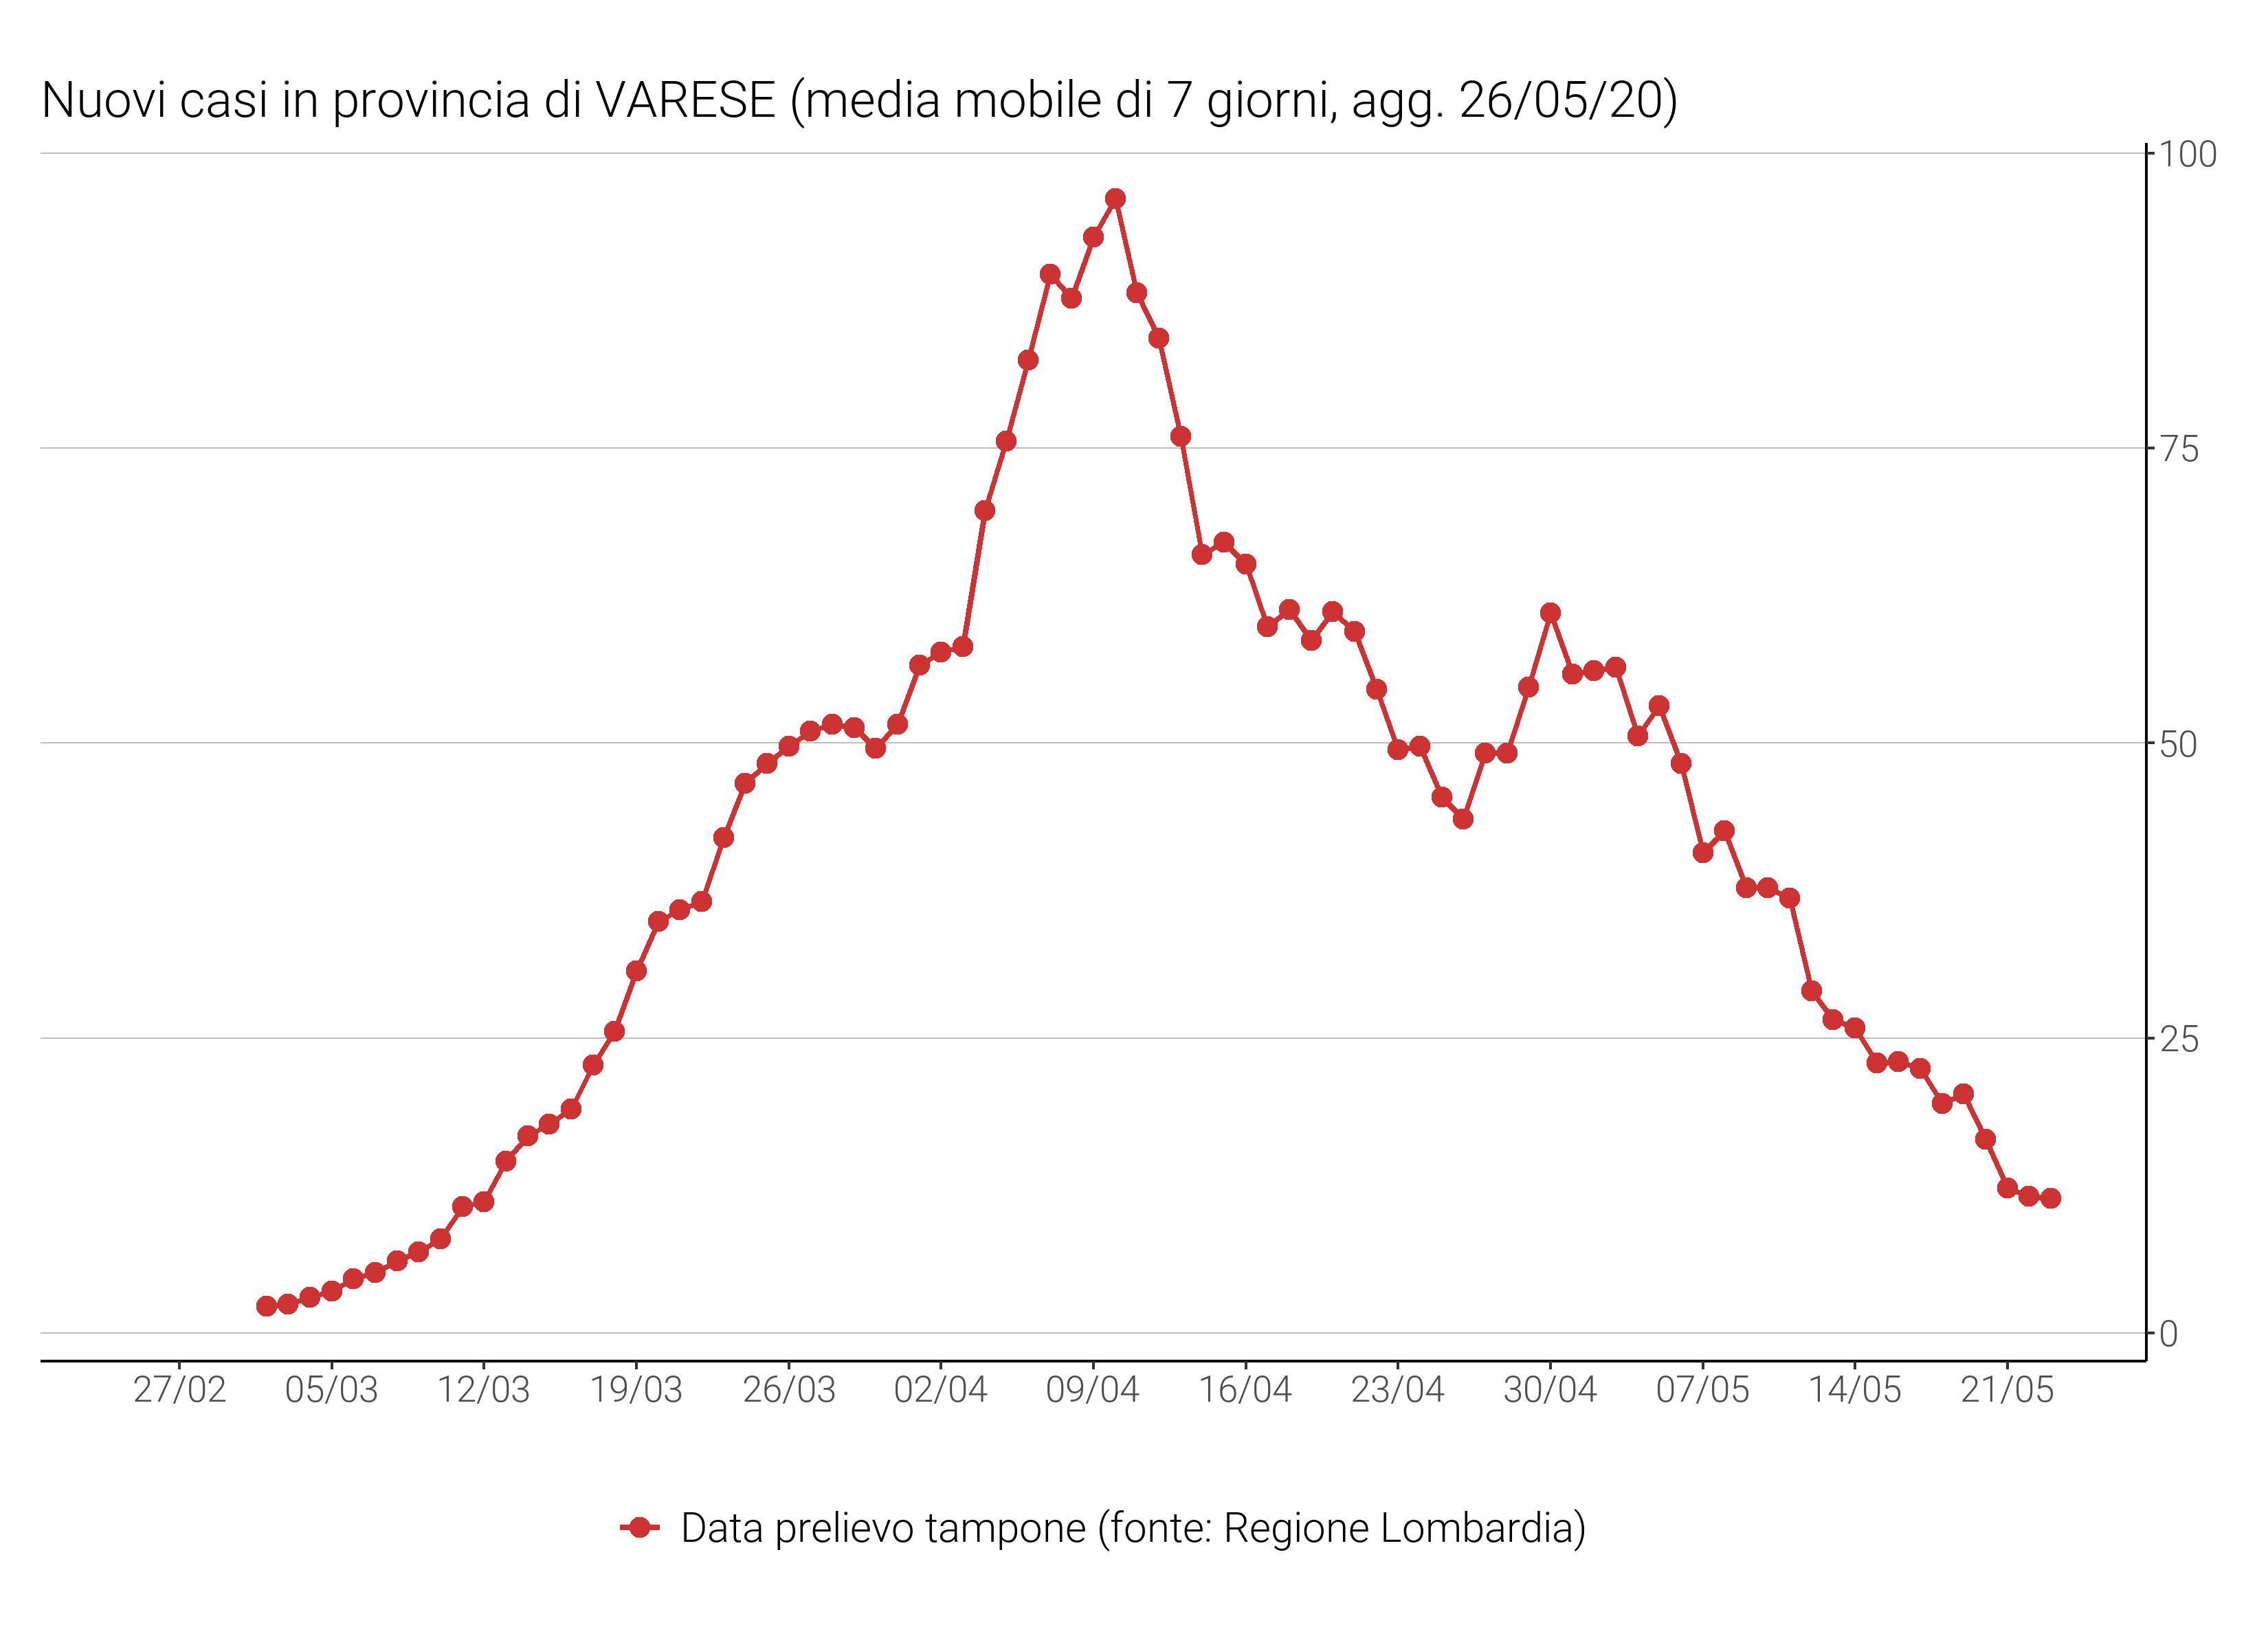 Nuovi casi in provincia di VARESE (media mobile di 7 giorni, agg. 26/05/20)
100
75
50
25
0
27/02 05/03 12/03 19/03 26/03 02/04 09/04 16/04 23/04 30/04 07/05 14/05 21/05
Data prelievo tampone (fonte: Regione Lombardia)